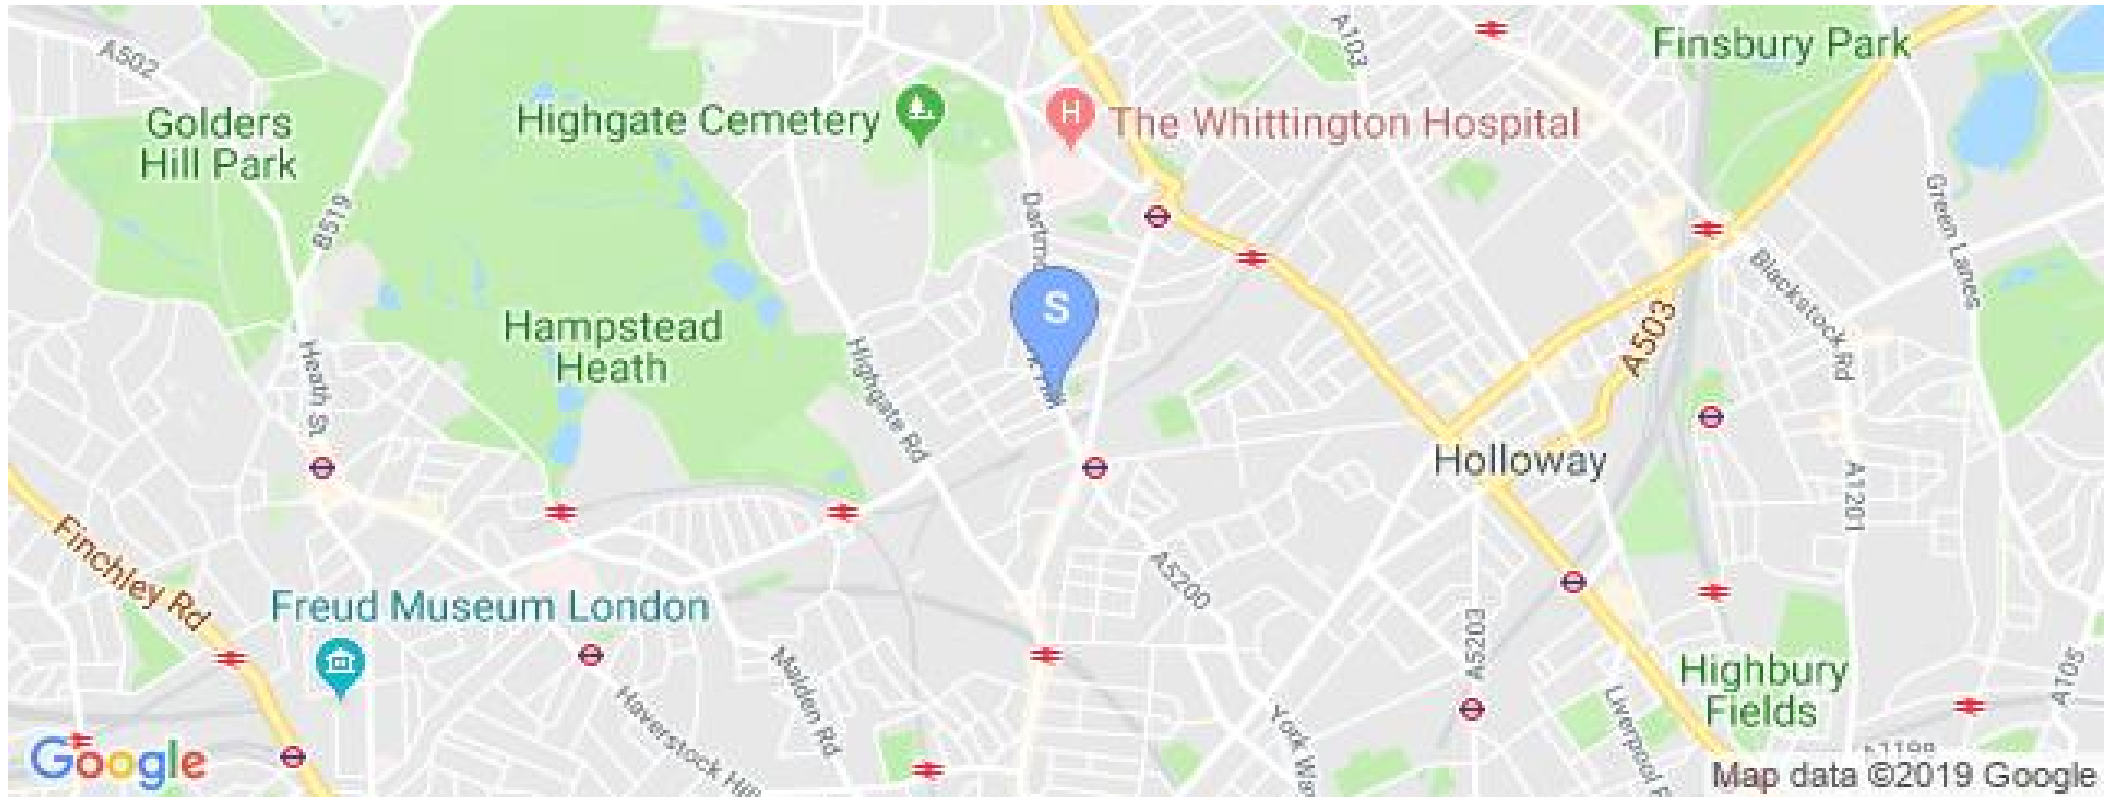 A502
A103
Finsbury Park
Golders
Hill Park
Highgate Cemetery
H
The Whittington Hospital
B519
Green Lanes
S
Blackstock Rd
Hampstead
Heath
A503
Heath St
Highgate Rd
Holloway
A1201
Finchley Rd
A5200
Freud Museum London
A5203
Malden Rd
Highbury
Fields
A105
Haverstock Hill
Liverpool
Google
Map data ©2019 Google